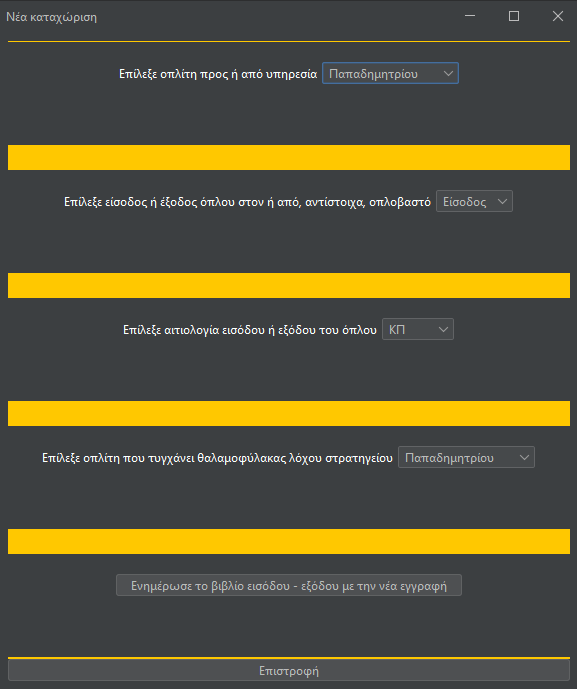 Νέα καταχώριση
Επίλεξε οπλίτη προς ή από υπηρεσία Παπαδημητρίου
Επίλεξε είσοδος ή έξοδος όπλου στον ή από, αντίστοιχα, οπλοβαστό Είσοδος
Επίλεξε αιτιολογία εισόδου ή εξόδου του όπλου ΚΠ
Επίλεξε οπλίτη που τυγχάνει θαλαμοφύλακας λόχου στρατηγείου Παπαδημητρίου
Ενημέρωσε το βιβλίο εισόδου - εξόδου με την νέα εγγραφή
Επιστροφή